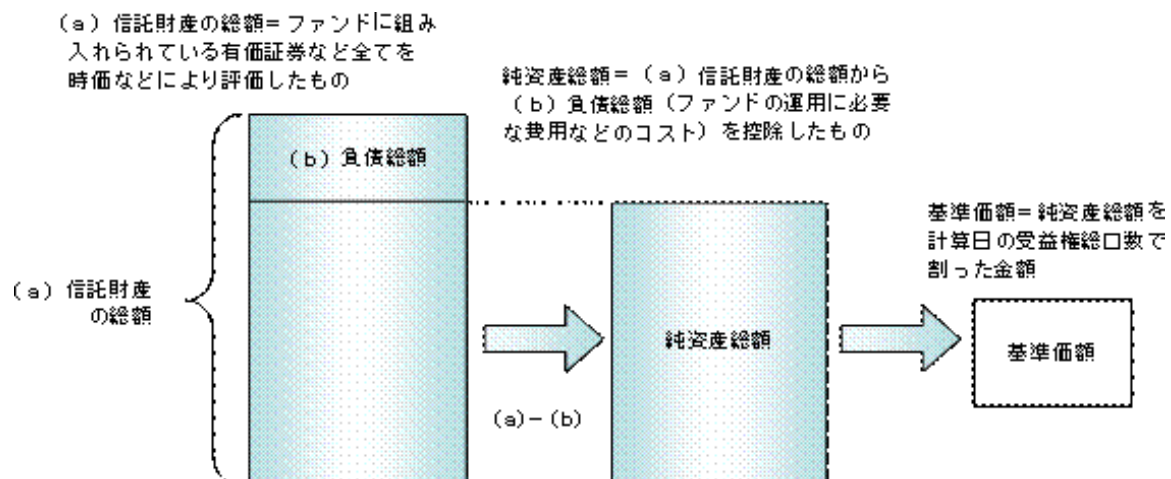 (a) 信託財産の総額=ファンドに組み
入れられている有価証券など全てを
時価などにより評価したもの
純資産総額=(a) 信託財産の総額から
(b) 負債総額(ファンドの運用に必要
な費用などのコスト)を控除したもの
(b) 負債総額
基準価額=純資産総額を
計算日の受益権総口数で
割った金額
(a) 信託財産
の総額
純資産総額
基準価額
(a)-(b)